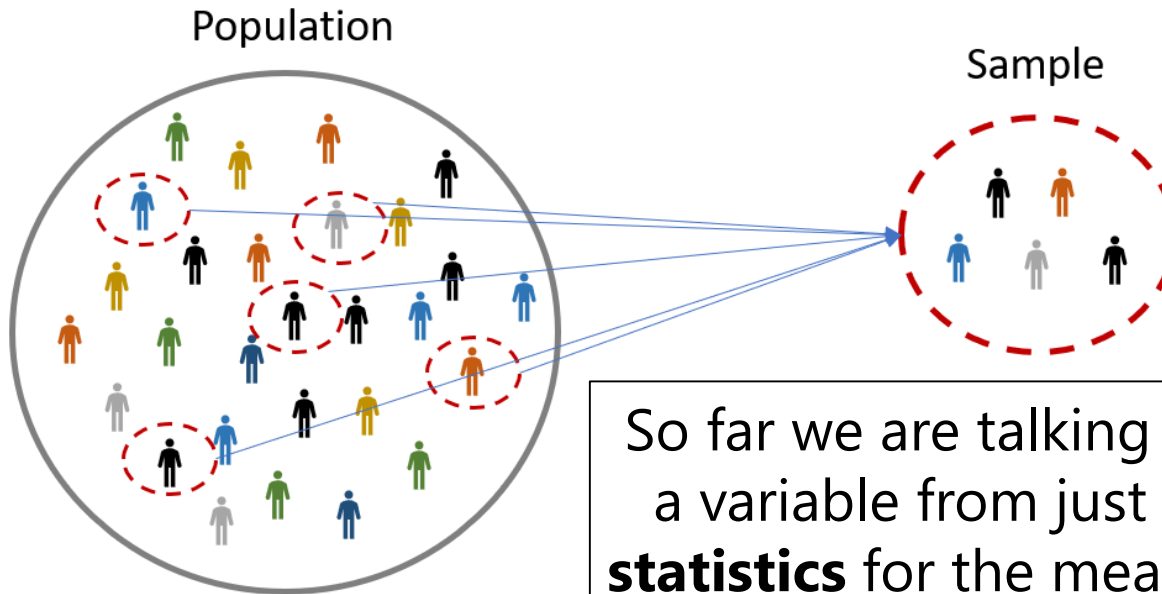 Population
Sample
So far we are talking
a variable from just
statistics for the mea